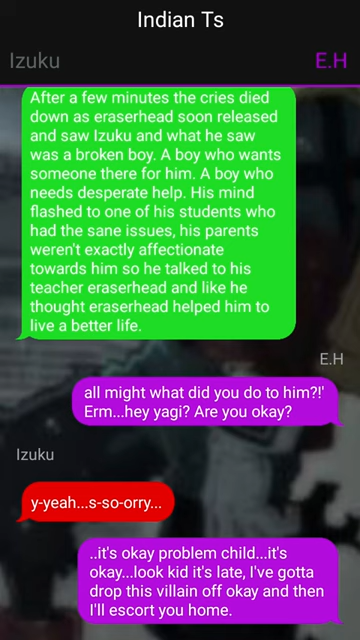 Indian Ts
Izuku
E.H
After a few minutes the cries died
down as eraserhead soon released
and saw Izuku and what he saw
was a broken boy. A boy who wants
someone there for him. A boy who
needs desperate help. His mind
flashed to one of his students who
had the sane issues, his parents
weren't exactly affectionate
towards him so he talked to his
teacher eraserhead and like he
thought eraserhead helped him to
live a better life.
E.H
all might what did you do to him?!'
Erm...hey yagi? Are you okay?
Izuku
y-yeah...s-so-orry...
..it's okay problem child...it's
okay...look kid it's late, I've gotta
drop this villain off okay and then
I'll escort you home.